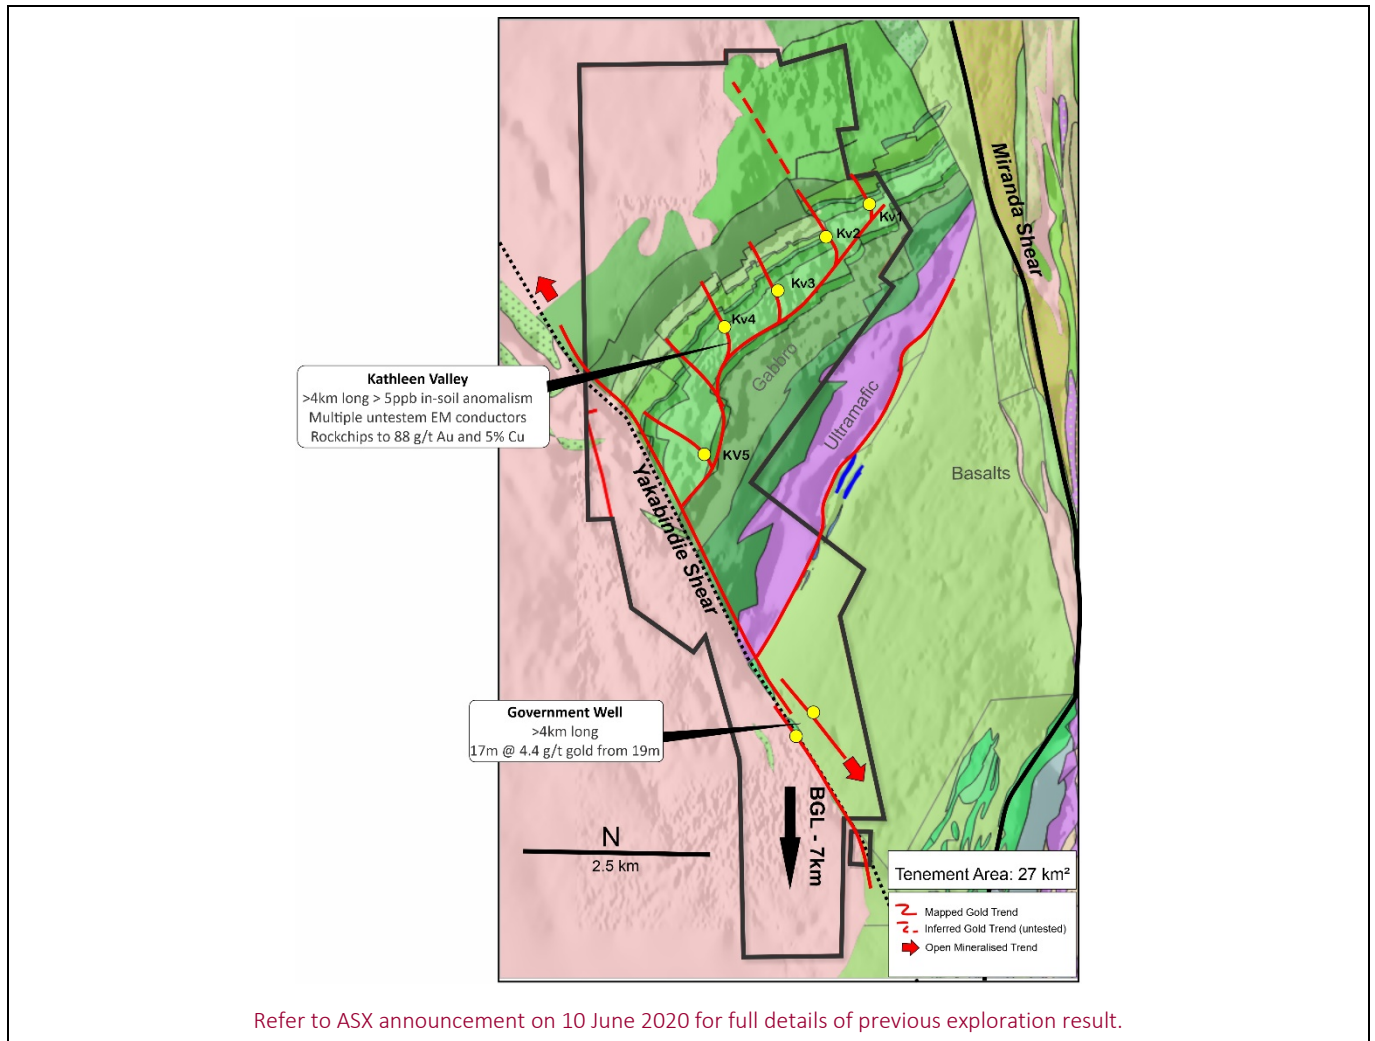 Miranda Shear
Kv1
Kv2
Kv3
Kv4
Gabbro
Kathleen Valley
>4km long > 5ppb in-soil anomalism
Multiple untestem EM conductors
Rockchips to 88 g/t Au and 5% Cu
Ultramafic
KV5
Basalts
Yakabindie Shear
Government Well
>4km long
17m @ 4.4 g/t gold from 19m
BGL - 7km
N
2.5 km
Tenement Area: 27 km²
Mapped Gold Trend
Inferred Gold Trend (untested)
Open Mineralised Trend
Refer to ASX announcement on 10 June 2020 for full details of previous exploration result.